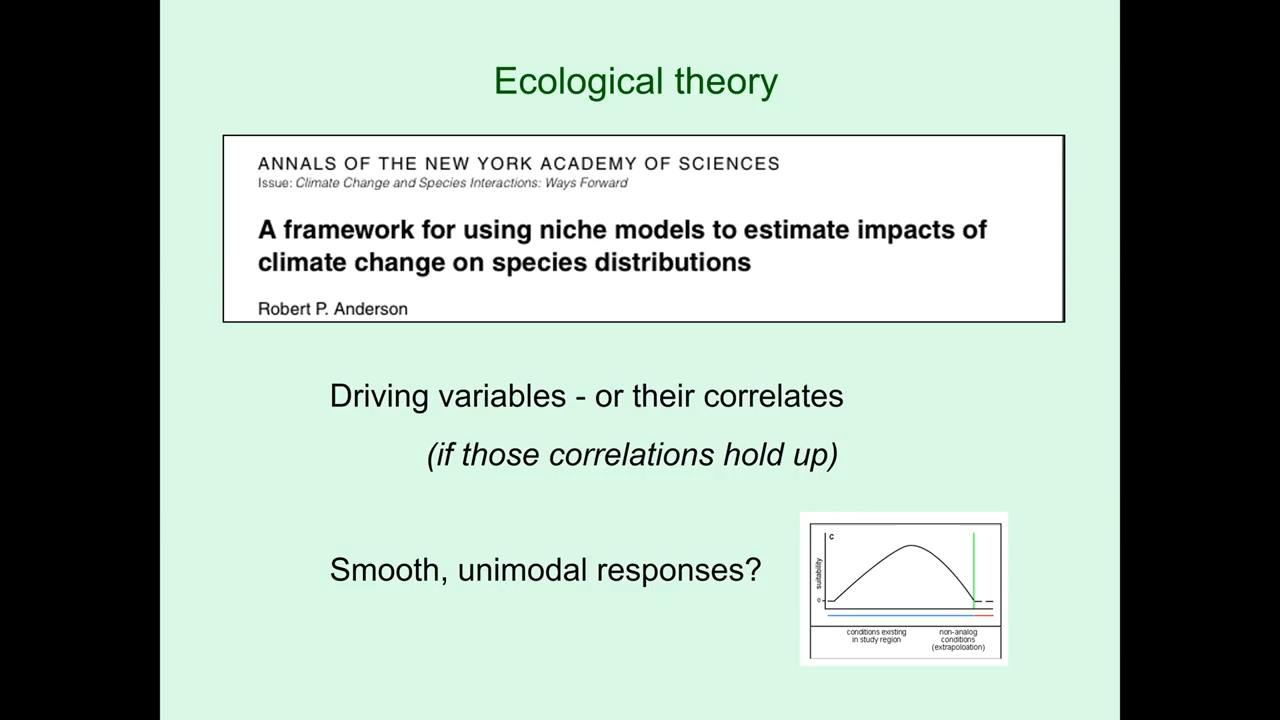 Ecological theory
ANNALS OF THE NEW YORK ACADEMY OF SCIENCES
Issue: Climate Change and Species Interactions: Ways Forward
A framework for using niche models to estimate impacts of
climate change on species distributions
Robert P. Anderson
Driving variables - or their correlates
(if those correlations hold up)
Smooth, unimodal responses?
C
suitability
0
conditions existing
in study region
non-analog
conditions
(extrapoloation)